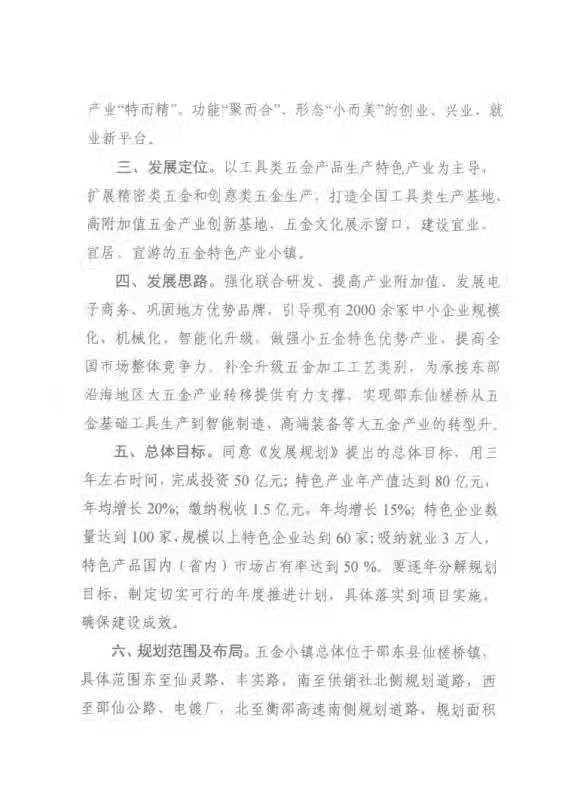 产业“特而精”、功能“聚而合”、形态“小而美”的创业、兴业、就
业新平台。
三、发展定位。以工具类五金产品生产特色产业为主导，
扩展精密类五金和创意类五金生产，打造全国工具类生产基地、
高附加值五金产业创新基地、五金文化展示窗口，建设宜业、
宜居、宜游的五金特色产业小镇。
四、发展思路。强化联合研发、提高产业附加值、发展电
子商务、巩固地方优势品牌，引导现有 2000 余家中小企业规模
化、机械化、智能化升级，做强小五金特色优势产业，提高全
国市场整体竞争力，补全升级五金加工工艺类别，为承接东部
沿海地区大五金产业转移提供有力支撑，实现邵东仙槎桥从五
金基础工具生产到智能制造、高端装备等大五金产业的转型升。
五、总体目标。同意《发展规划》提出的总体目标，用三
年左右时间，完成投资 50 亿元；特色产业年产值达到 80 亿元，
年均增长 20%；缴纳税收 1.5 亿元，年均增长 15%；特色企业数
量达到 100 家，规模以上特色企业达到 60 家；吸纳就业 3 万人，
特色产品国内（省内）市场占有率达到 50 %。要逐年分解规划
目标，制定切实可行的年度推进计划，具体落实到项目实施，
确保建设成效。
六、规划范围及布局。五金小镇总体位于邵东县仙槎桥镇，
具体范围东至仙灵路、丰实路，南至供销社北侧规划道路，西
至邵仙公路、电镀厂，北至衡邵高速南侧规划道路，规划面积